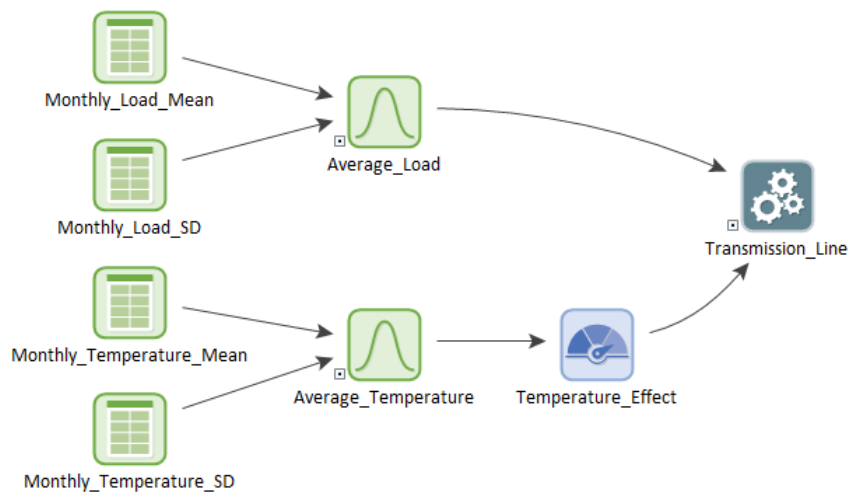 Monthly_Load_Mean
Average_Load
Monthly_Load_SD
Transmission_Line
Monthly_Temperature_Mean
Average_Temperature
Temperature_Effect
Monthly_Temperature_SD